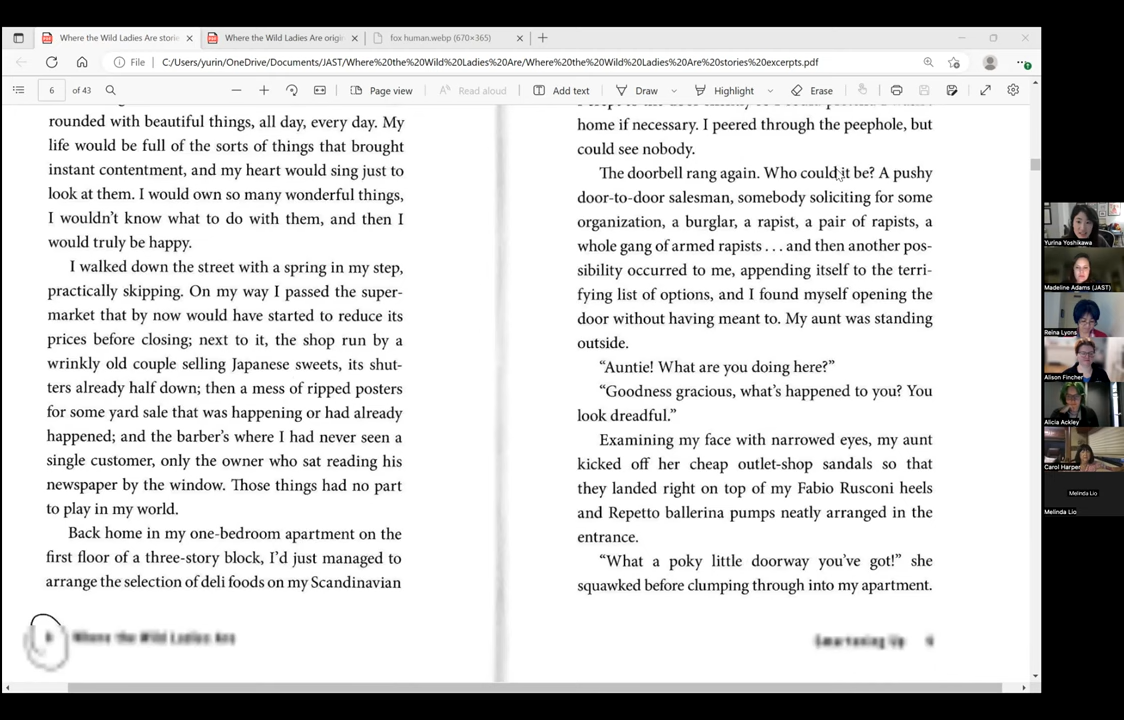 Where the Wild Ladies Are storie
Where the Wild Ladies Are origin
fox human.webp (670×365)
File
C:/Users/yurin/OneDrive/Documents/JAST/Where%20the%20Wild%20Ladies%20Are/Where%20the%20Wild%20Ladies%20Are%20stories%20excerpts.pdf
6 of 43
Page view
Read aloud
Add text
Draw
Highlight
Erase
rounded with beautiful things, all day, every day. My
life would be full of the sorts of things that brought
instant contentment, and my heart would sing just to
look at them. I would own so many wonderful things,
I wouldn’t know what to do with them, and then I
would truly be happy.
I walked down the street with a spring in my step,
practically skipping. On my way I passed the super-
market that by now would have started to reduce its
prices before closing; next to it, the shop run by a
wrinkly old couple selling Japanese sweets, its shut-
ters already half down; then a mess of ripped posters
for some yard sale that was happening or had already
happened; and the barber’s where I had never seen a
single customer, only the owner who sat reading his
newspaper by the window. Those things had no part
to play in my world.
Back home in my one-bedroom apartment on the
first floor of a three-story block, I’d just managed to
arrange the selection of deli foods on my Scandinavian
Where the Wild Ladies Are
home if necessary. I peered through the peephole, but
could see nobody.
The doorbell rang again. Who could it be? A pushy
door-to-door salesman, somebody soliciting for some
organization, a burglar, a rapist, a pair of rapists, a
whole gang of armed rapists . . . and then another pos-
sibility occurred to me, appending itself to the terri-
fying list of options, and I found myself opening the
door without having meant to. My aunt was standing
outside.
“Auntie! What are you doing here?”
“Goodness gracious, what’s happened to you? You
look dreadful.”
Examining my face with narrowed eyes, my aunt
kicked off her cheap outlet-shop sandals so that
they landed right on top of my Fabio Rusconi heels
and Repetto ballerina pumps neatly arranged in the
entrance.
“What a poky little doorway you’ve got!” she
squawked before clumping through into my apartment.
Smartening Up
Yurina Yoshikawa
Madeline Adams (JAST)
Reina Lyons
Alison Fincher
Alicia Ackley
Carol Harper
Melinda Lio
Melinda Lio